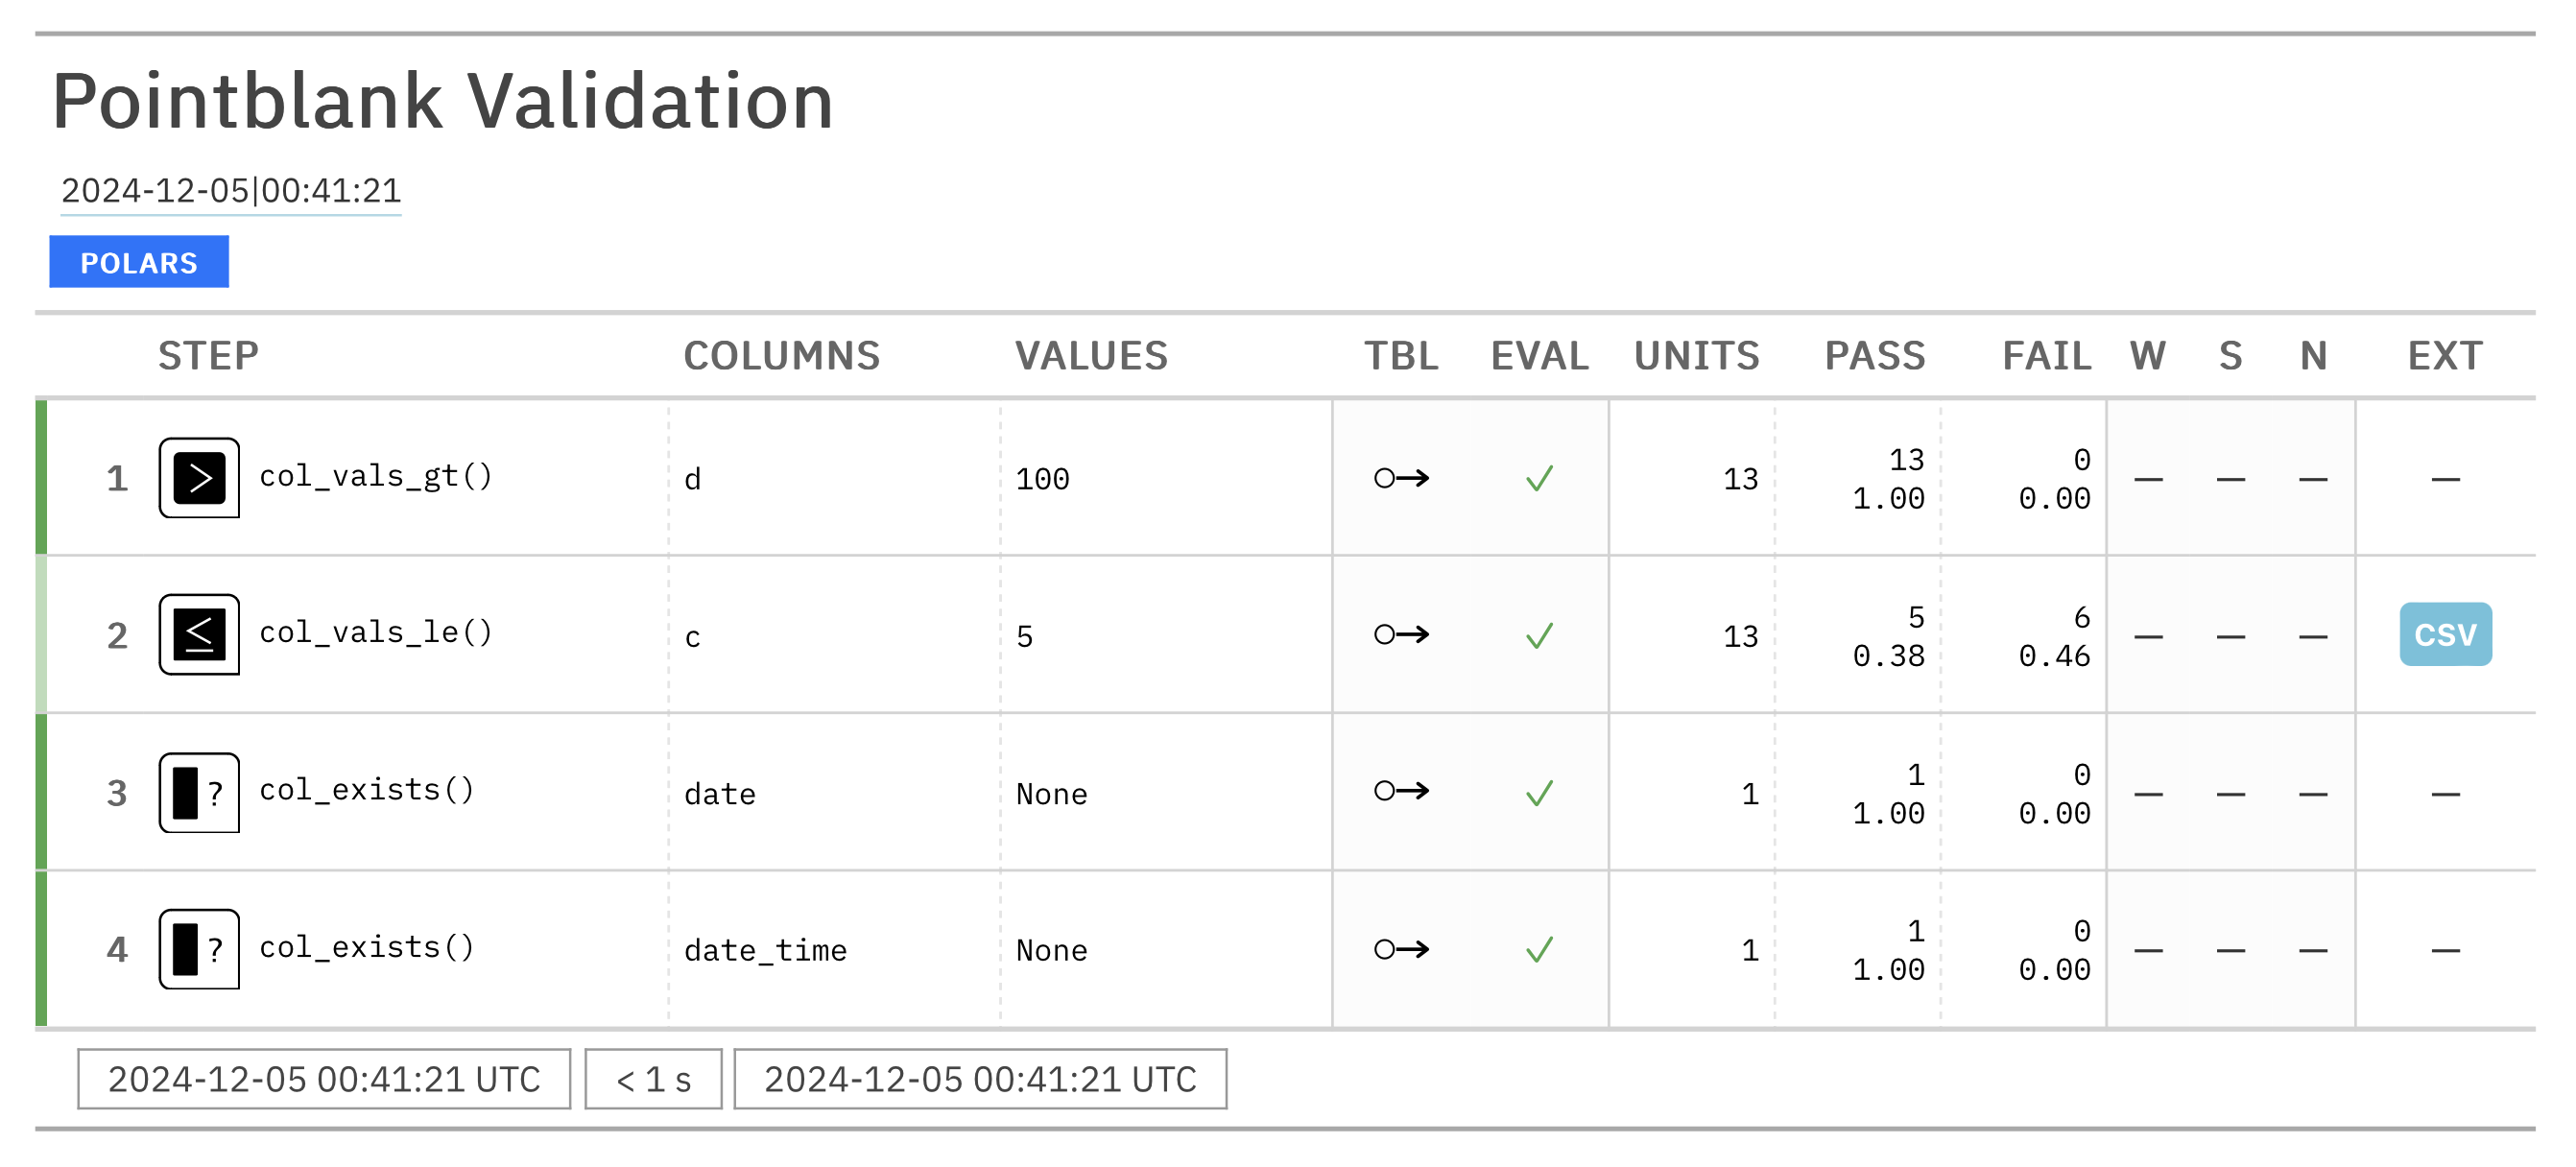 Pointblank Validation
2024-12-05|00:41:21
POLARS
STEP COLUMNS VALUES TBL EVAL UNITS PASS FAIL W S N EXT
1 > col_vals_gt() d 100 ○→ ✓ 13 13 0 — — — —
1.00 0.00
2 ≤ col_vals_le() c 5 ○→ ✓ 13 5 6 — — — CSV
0.38 0.46
3 ? col_exists() date None ○→ ✓ 1 1 0 — — — —
1.00 0.00
4 ? col_exists() date_time None ○→ ✓ 1 1 0 — — — —
1.00 0.00
2024-12-05 00:41:21 UTC < 1 s 2024-12-05 00:41:21 UTC